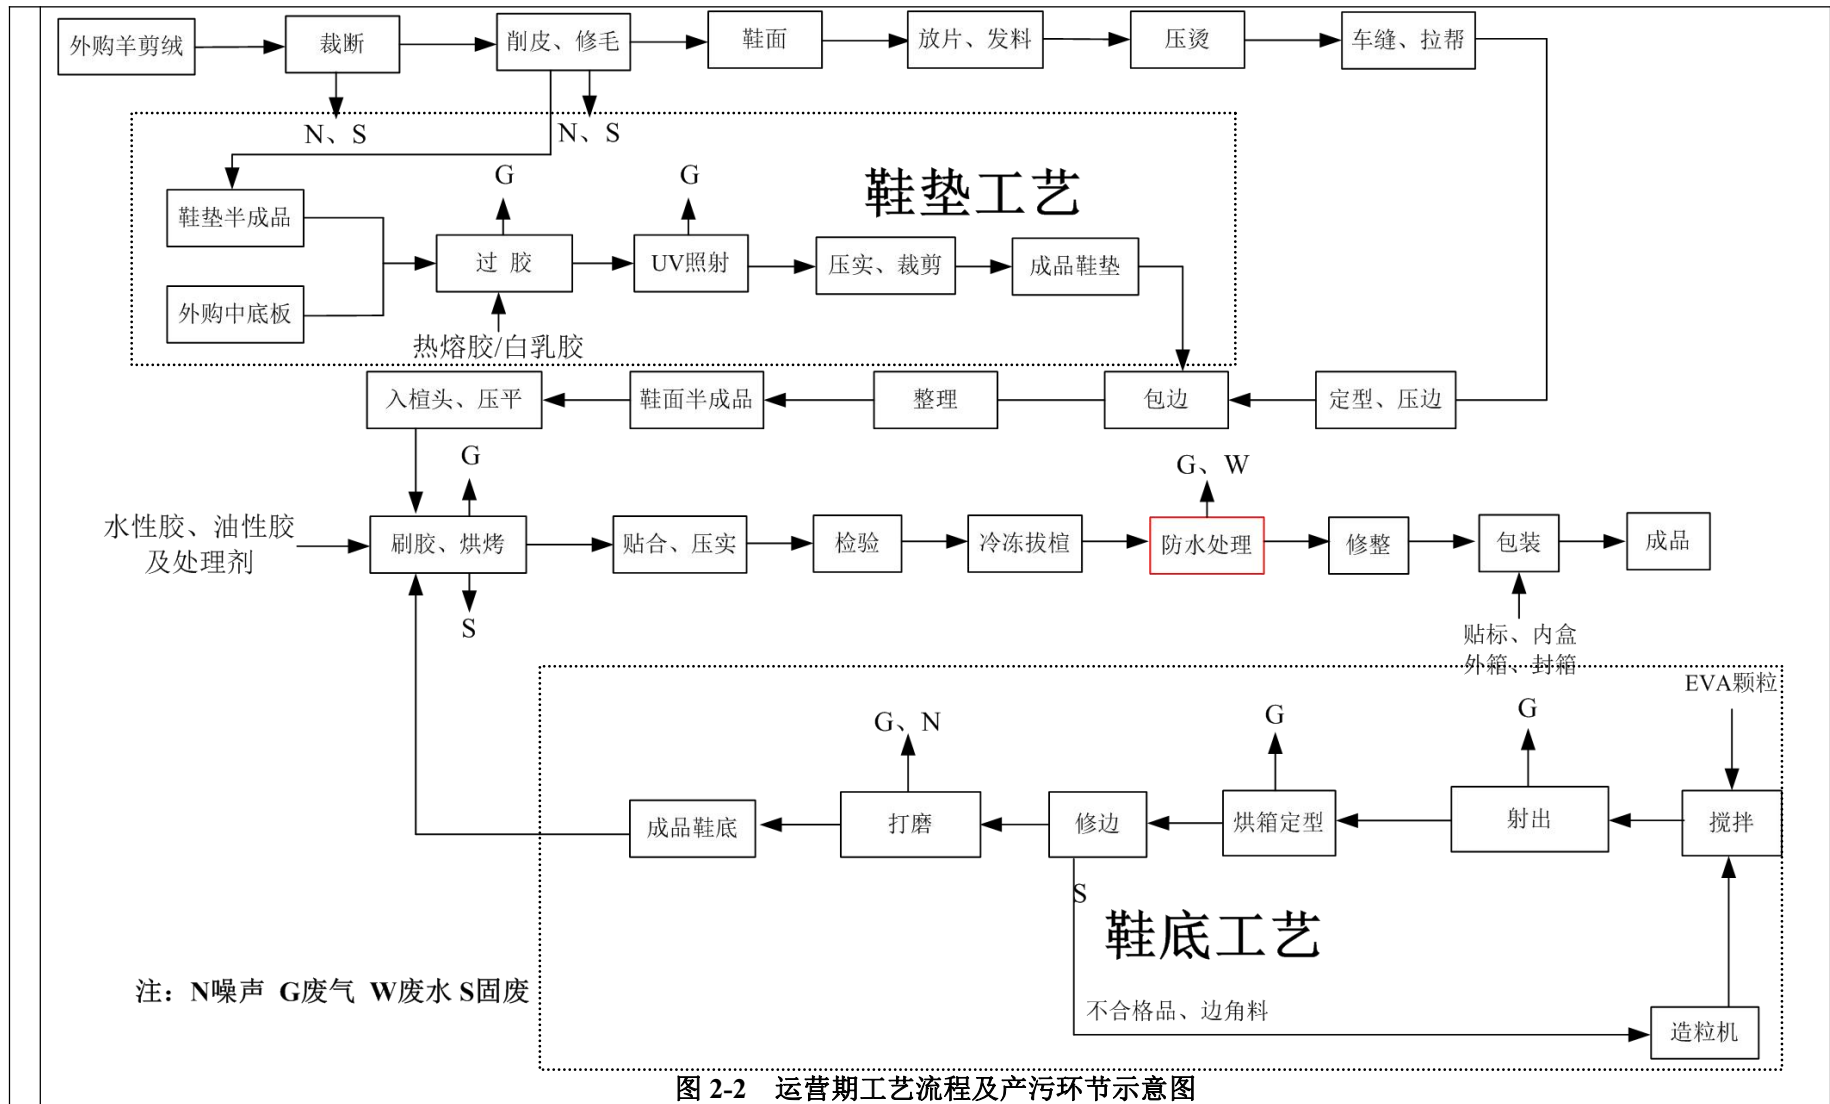 外购羊剪绒
裁断
削皮、修毛
鞋面
放片、发料
压烫
车缝、拉帮
N、S
N、S
鞋垫工艺
G
G
鞋垫半成品
过 胶
UV照射
压实、裁剪
成品鞋垫
外购中底板
热熔胶/白乳胶
入楦头、压平
鞋面半成品
整理
包边
定型、压边
G
G、W
水性胶、油性胶
及处理剂
刷胶、烘烤
贴合、压实
检验
冷冻拔楦
防水处理
修整
包装
成品
S
贴标、内盒
外箱、封箱
EVA颗粒
G、N
G
G
成品鞋底
打磨
修边
烘箱定型
射出
搅拌
S
鞋底工艺
注：N噪声 G废气 W废水 S固废
不合格品、边角料
造粒机
图 2-2 运营期工艺流程及产污环节示意图